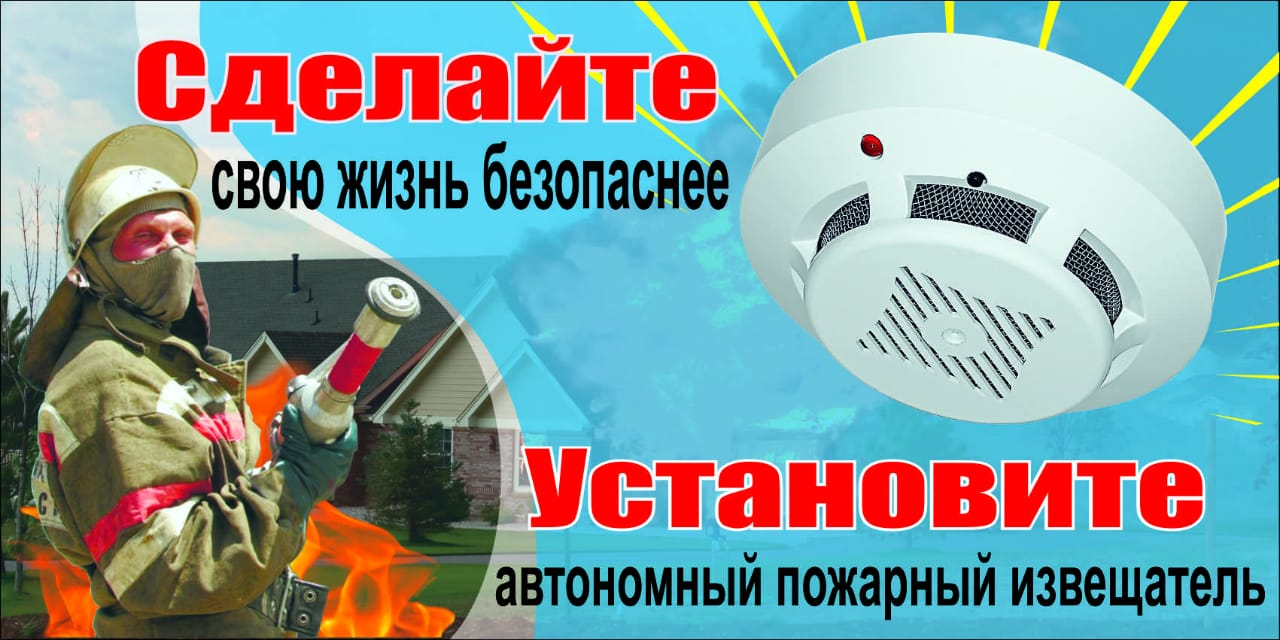 Сделайте
свою жизнь безопаснее
Установите
автономный пожарный извещатель